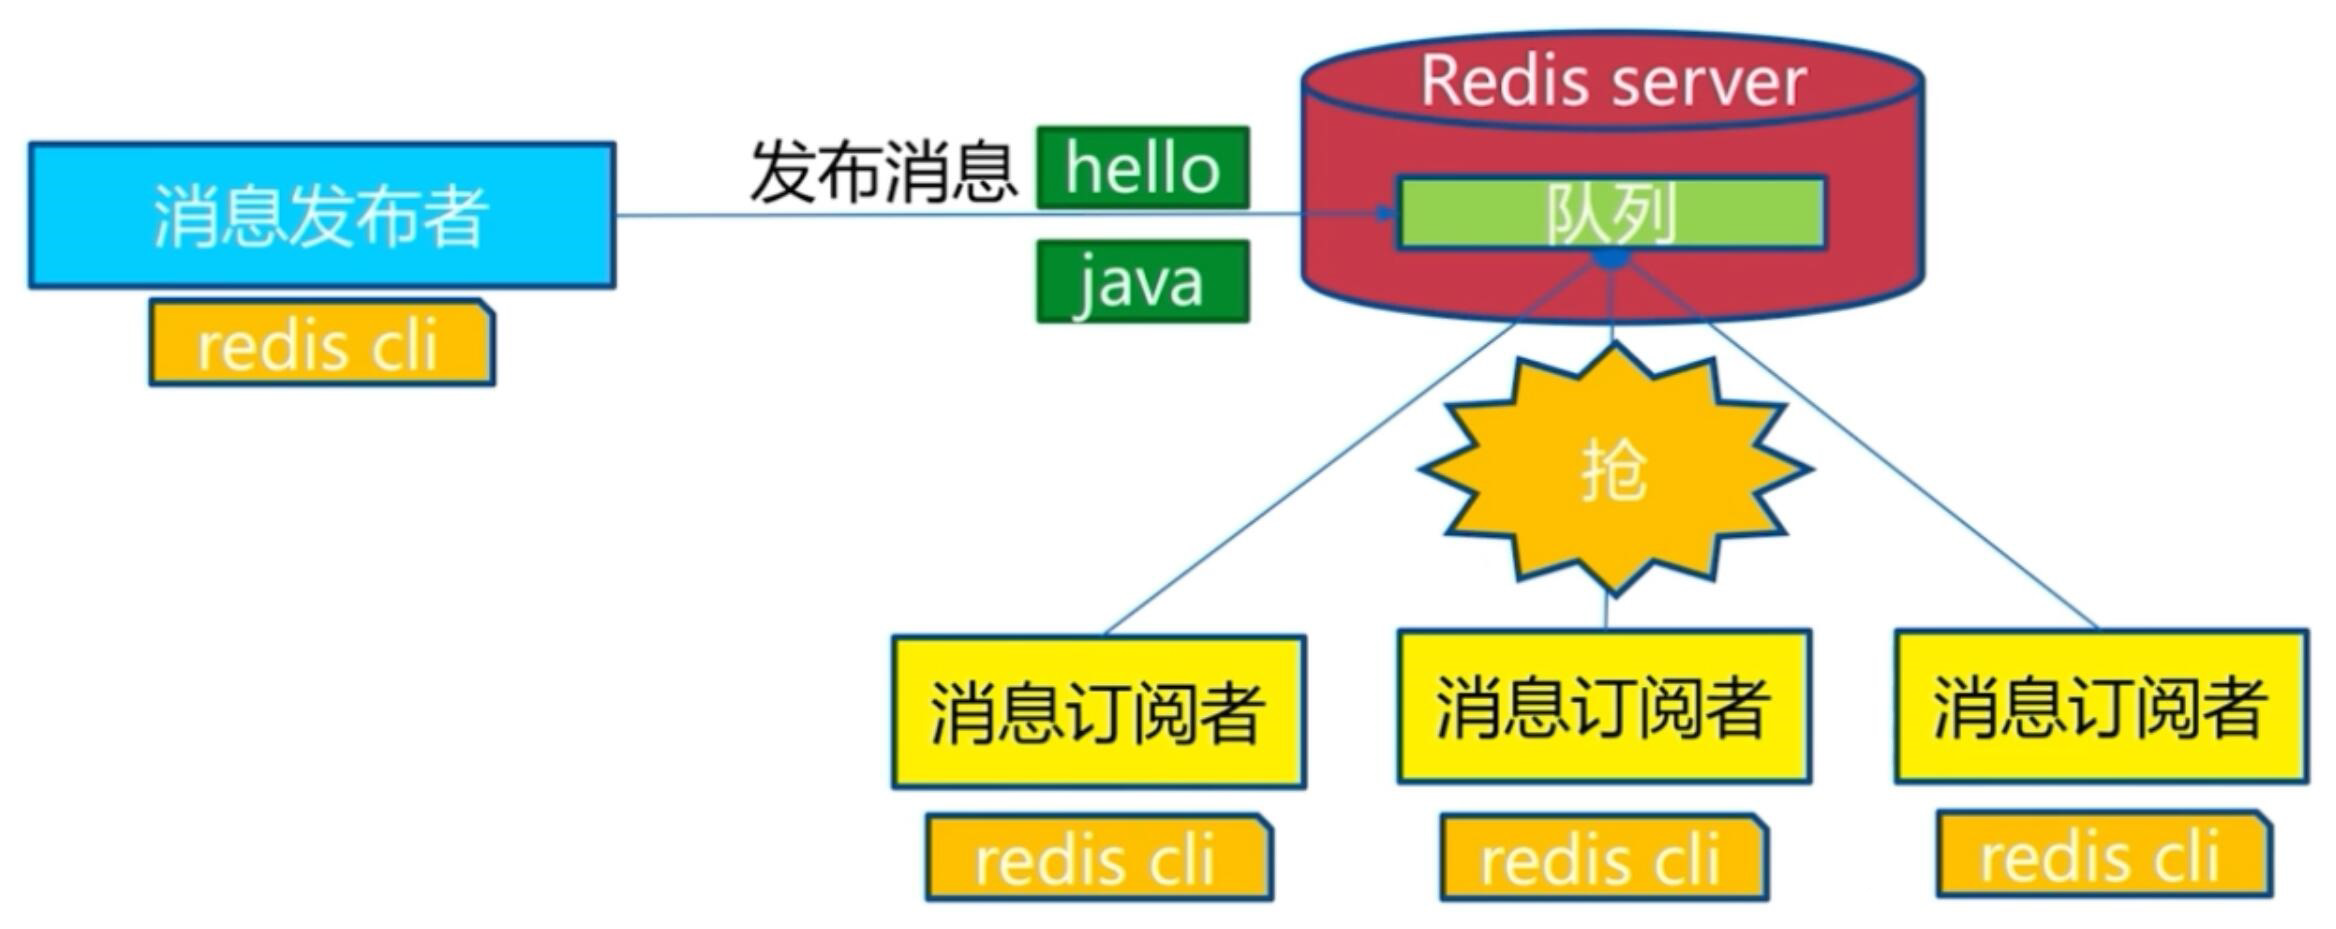 Redis server
消息发布者
发布消息
hello
队列
java
redis cli
抢
消息订阅者
消息订阅者
消息订阅者
redis cli
redis cli
redis cli